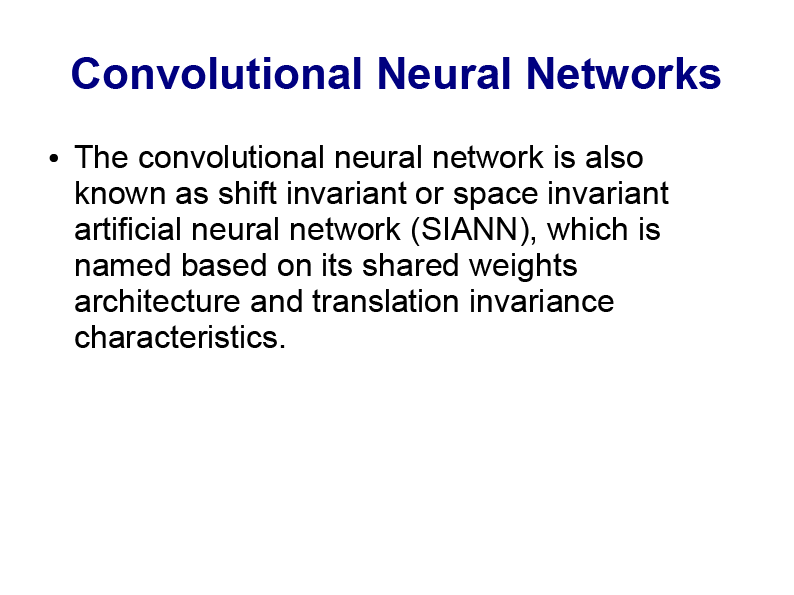 Convolutional Neural Networks
• The convolutional neural network is also
known as shift invariant or space invariant
artificial neural network (SIANN), which is
named based on its shared weights
architecture and translation invariance
characteristics.